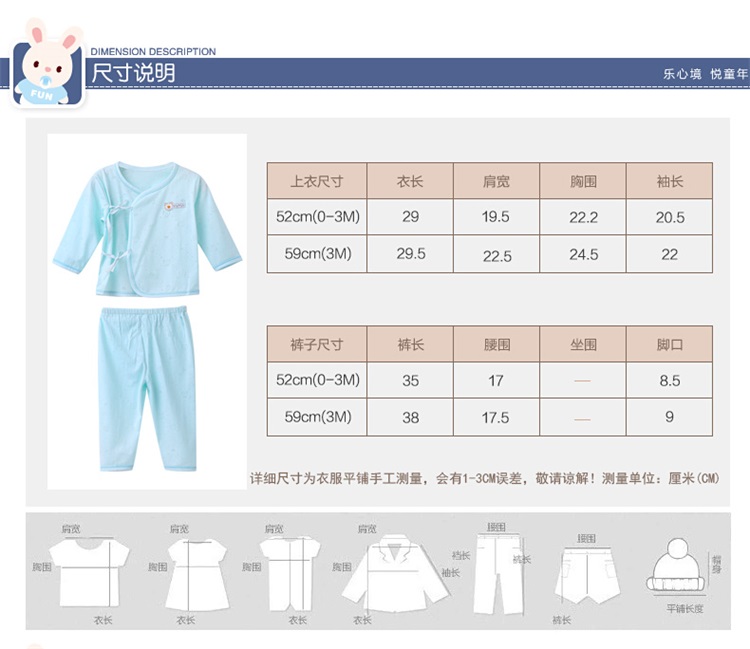 DIMENSION DESCRIPTION
尺寸说明
乐心境 悦童年
FUN
上衣尺寸 衣长 肩宽 胸围 袖长
52cm(0-3M) 29 19.5 22.2 20.5
59cm(3M) 29.5 22.5 24.5 22
裤子尺寸 裤长 腰围 坐围 脚口
52cm(0-3M) 35 17 — 8.5
59cm(3M) 38 17.5 — 9
详细尺寸为衣服平铺手工测量，会有1-3CM误差，敬请谅解！测量单位：厘米(CM)
肩宽 肩宽 肩宽 肩宽 腰围 腰围
胸围 胸围 胸围 胸围 袖长 裆长 裤长 帽身
衣长 衣长 衣长 衣长 裤长 平铺长度